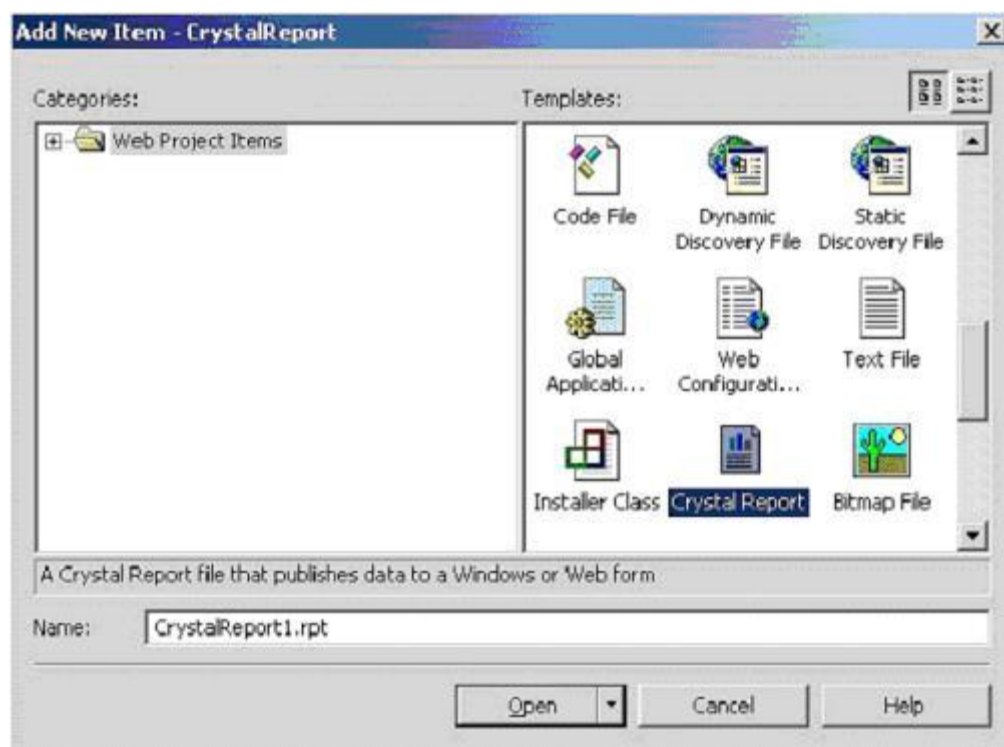 Add New Item - CrystalReport
Categories:
Templates:
Web Project Items
Code File
Dynamic
Discovery File
Static
Discovery File
Global
Applicati...
Web
Configurati...
Text File
Installer Class
Crystal Report
Bitmap File
A Crystal Report file that publishes data to a Windows or Web form
Name:
CrystalReport1.rpt
Open
Cancel
Help